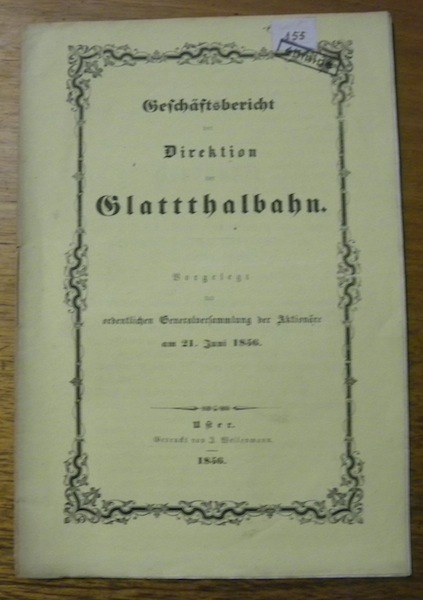 455
Geschäftsbericht
der
Direktion
der
Glattthalbahn.
Vorgelegt
der
ordentlichen Generalversammlung der Aktionäre
am 21. Juni 1856.
Uster.
Gedruckt von J. Weilenmann.
1856.